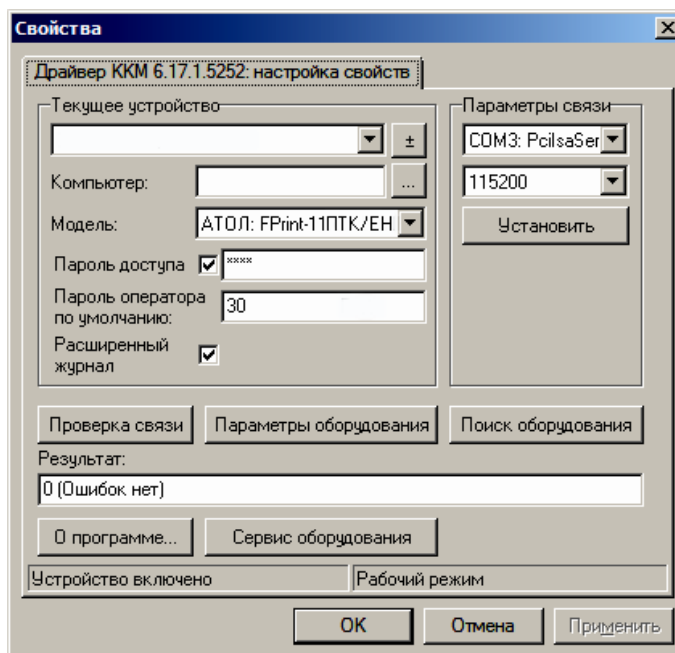 Свойства
Драйвер ККМ 6.17.1.5252: настройка свойств
Текущее устройство
Параметры связи
±
COM3: PcilsaSer
Компьютер:
...
115200
Модель:
АТОЛ: FPrint-11ПТК/ЕН
Установить
Пароль доступа
****
Пароль оператора
по умолчанию:
30
Расширенный
журнал
Проверка связи
Параметры оборудования
Поиск оборудования
Результат:
0 (Ошибок нет)
О программе...
Сервис оборудования
Устройство включено
Рабочий режим
OK
Отмена
Применить